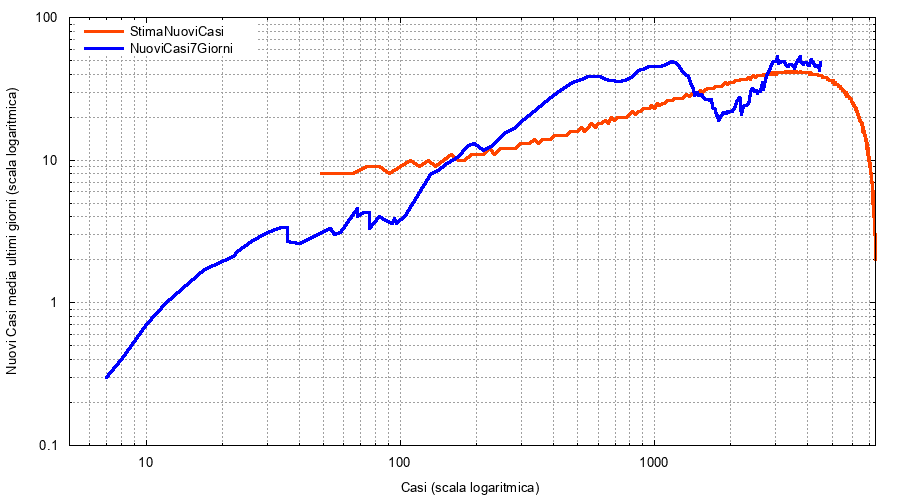 100
StimaNuoviCasi
NuoviCasi7Giorni
10
1
0.1
Nuovi Casi media ultimi giorni (scala logaritmica)
10 100 1000
Casi (scala logaritmica)